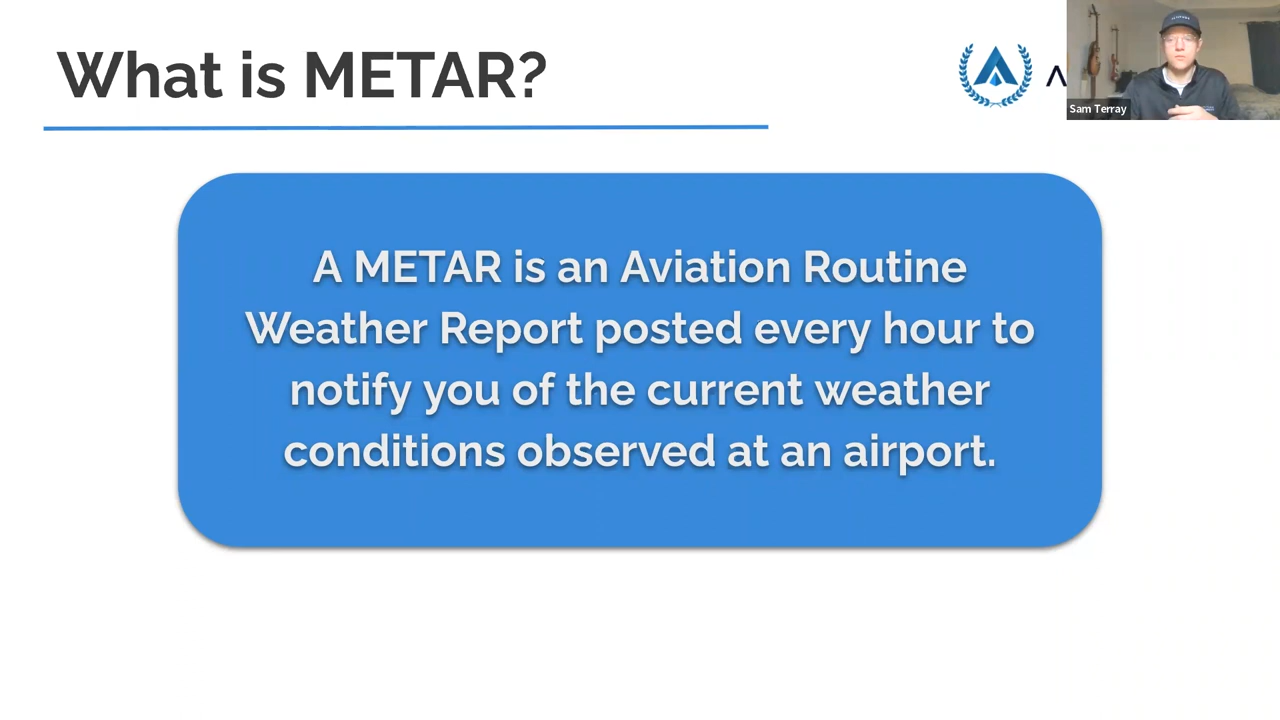 What is METAR?
Sam Terray
A METAR is an Aviation Routine
Weather Report posted every hour to
notify you of the current weather
conditions observed at an airport.